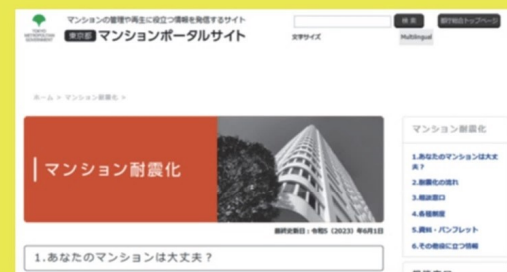 マンションの管理や再生に役立つ情報を発信するサイト
東京都 マンションポータルサイト
TOKYO METROPOLITAN GOVERNMENT
検索
都庁総合トップページ
文字サイズ
Multilingual
ホーム > マンション耐震化 >
マンション耐震化
最終更新日:令和5(2023)年6月1日
1.あなたのマンションは大丈夫?
マンション耐震化
1.あなたのマンションは大丈
夫?
2.耐震化の流れ
3.相談窓口
4.各種制度
5.資料・パンフレット
6.その他役に立つ情報